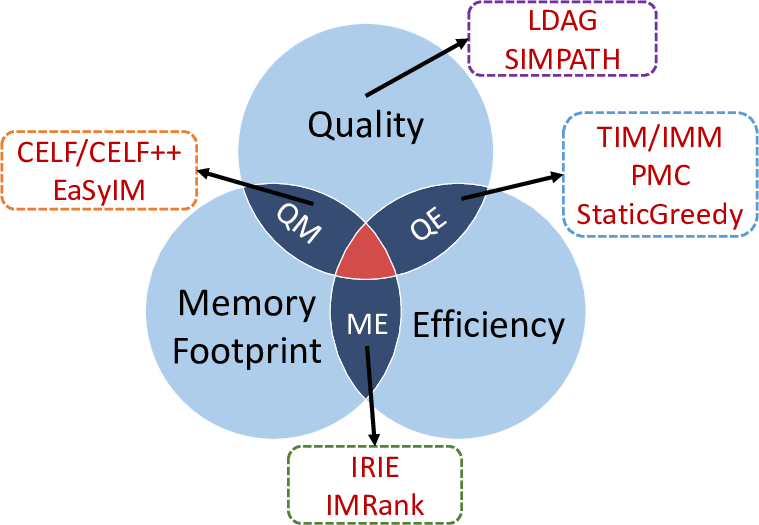 LDAG
SIMPATH
Quality
CELF/CELF++
EaSyIM
TIM/IMM
PMC
StaticGreedy
QM
QE
Memory
Footprint
ME
Efficiency
IRIE
IMRank